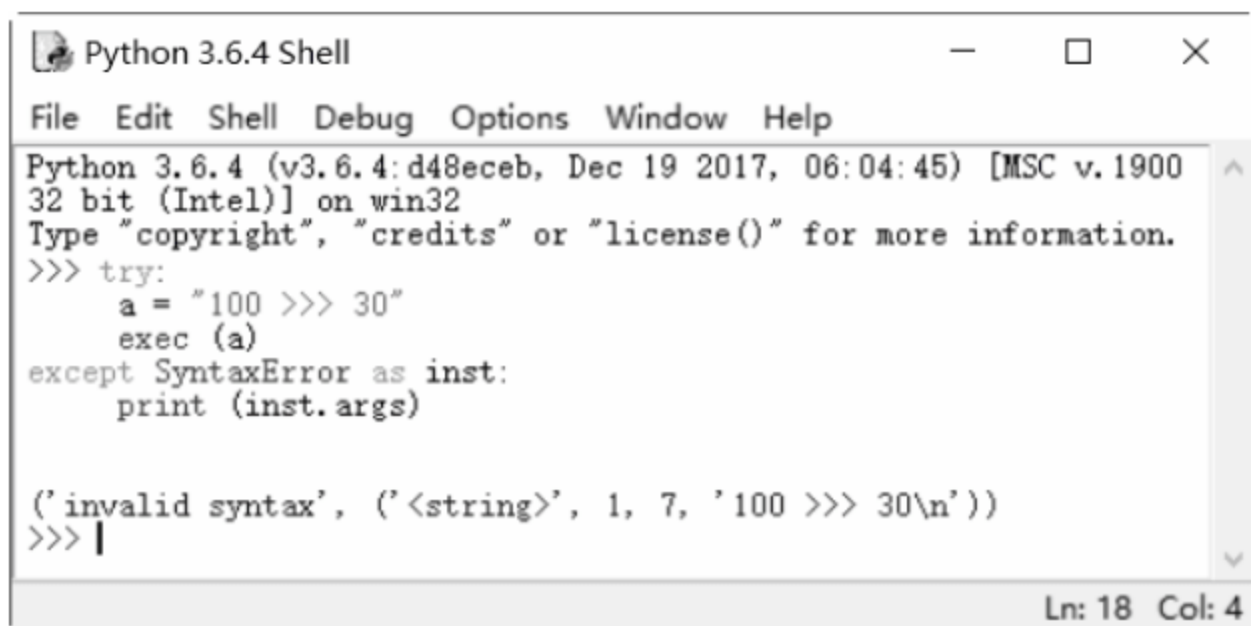 Python 3.6.4 Shell
File Edit Shell Debug Options Window Help
Python 3.6.4 (v3.6.4:d48eceb, Dec 19 2017, 06:04:45) [MSC v.1900
32 bit (Intel)] on win32
Type "copyright", "credits" or "license()" for more information.
>>> try:
     a = "100 >>> 30"
     exec (a)
except SyntaxError as inst:
     print (inst.args)
('invalid syntax', ('<string>', 1, 7, '100 >>> 30\n'))
>>>
Ln: 18 Col: 4